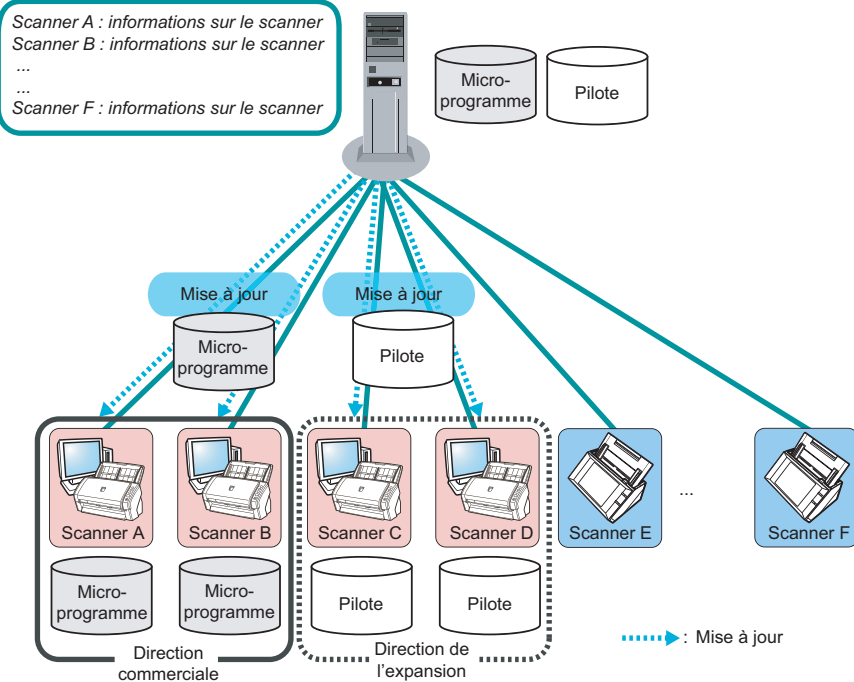 Scanner A : informations sur le scanner
Scanner B : informations sur le scanner
...
...
Scanner F : informations sur le scanner
Micro-
programme
Pilote
Mise à jour
Mise à jour
Micro-
programme
Pilote
Scanner A
Scanner B
Scanner C
Scanner D
Scanner E
...
Scanner F
Micro-
programme
Micro-
programme
Pilote
Pilote
Direction
commerciale
Direction de
l'expansion
: Mise à jour